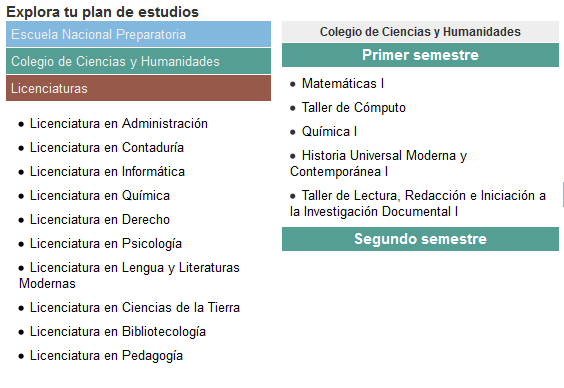 Explora tu plan de estudios
Escuela Nacional Preparatoria
Colegio de Ciencias y Humanidades
Licenciaturas
• Licenciatura en Administración
• Licenciatura en Contaduría
• Licenciatura en Informática
• Licenciatura en Química
• Licenciatura en Derecho
• Licenciatura en Psicología
• Licenciatura en Lengua y Literaturas
Modernas
• Licenciatura en Ciencias de la Tierra
• Licenciatura en Bibliotecología
• Licenciatura en Pedagogía
Colegio de Ciencias y Humanidades
Primer semestre
• Matemáticas I
• Taller de Cómputo
• Química I
• Historia Universal Moderna y
Contemporánea I
• Taller de Lectura, Redacción e Iniciación a
la Investigación Documental I
Segundo semestre